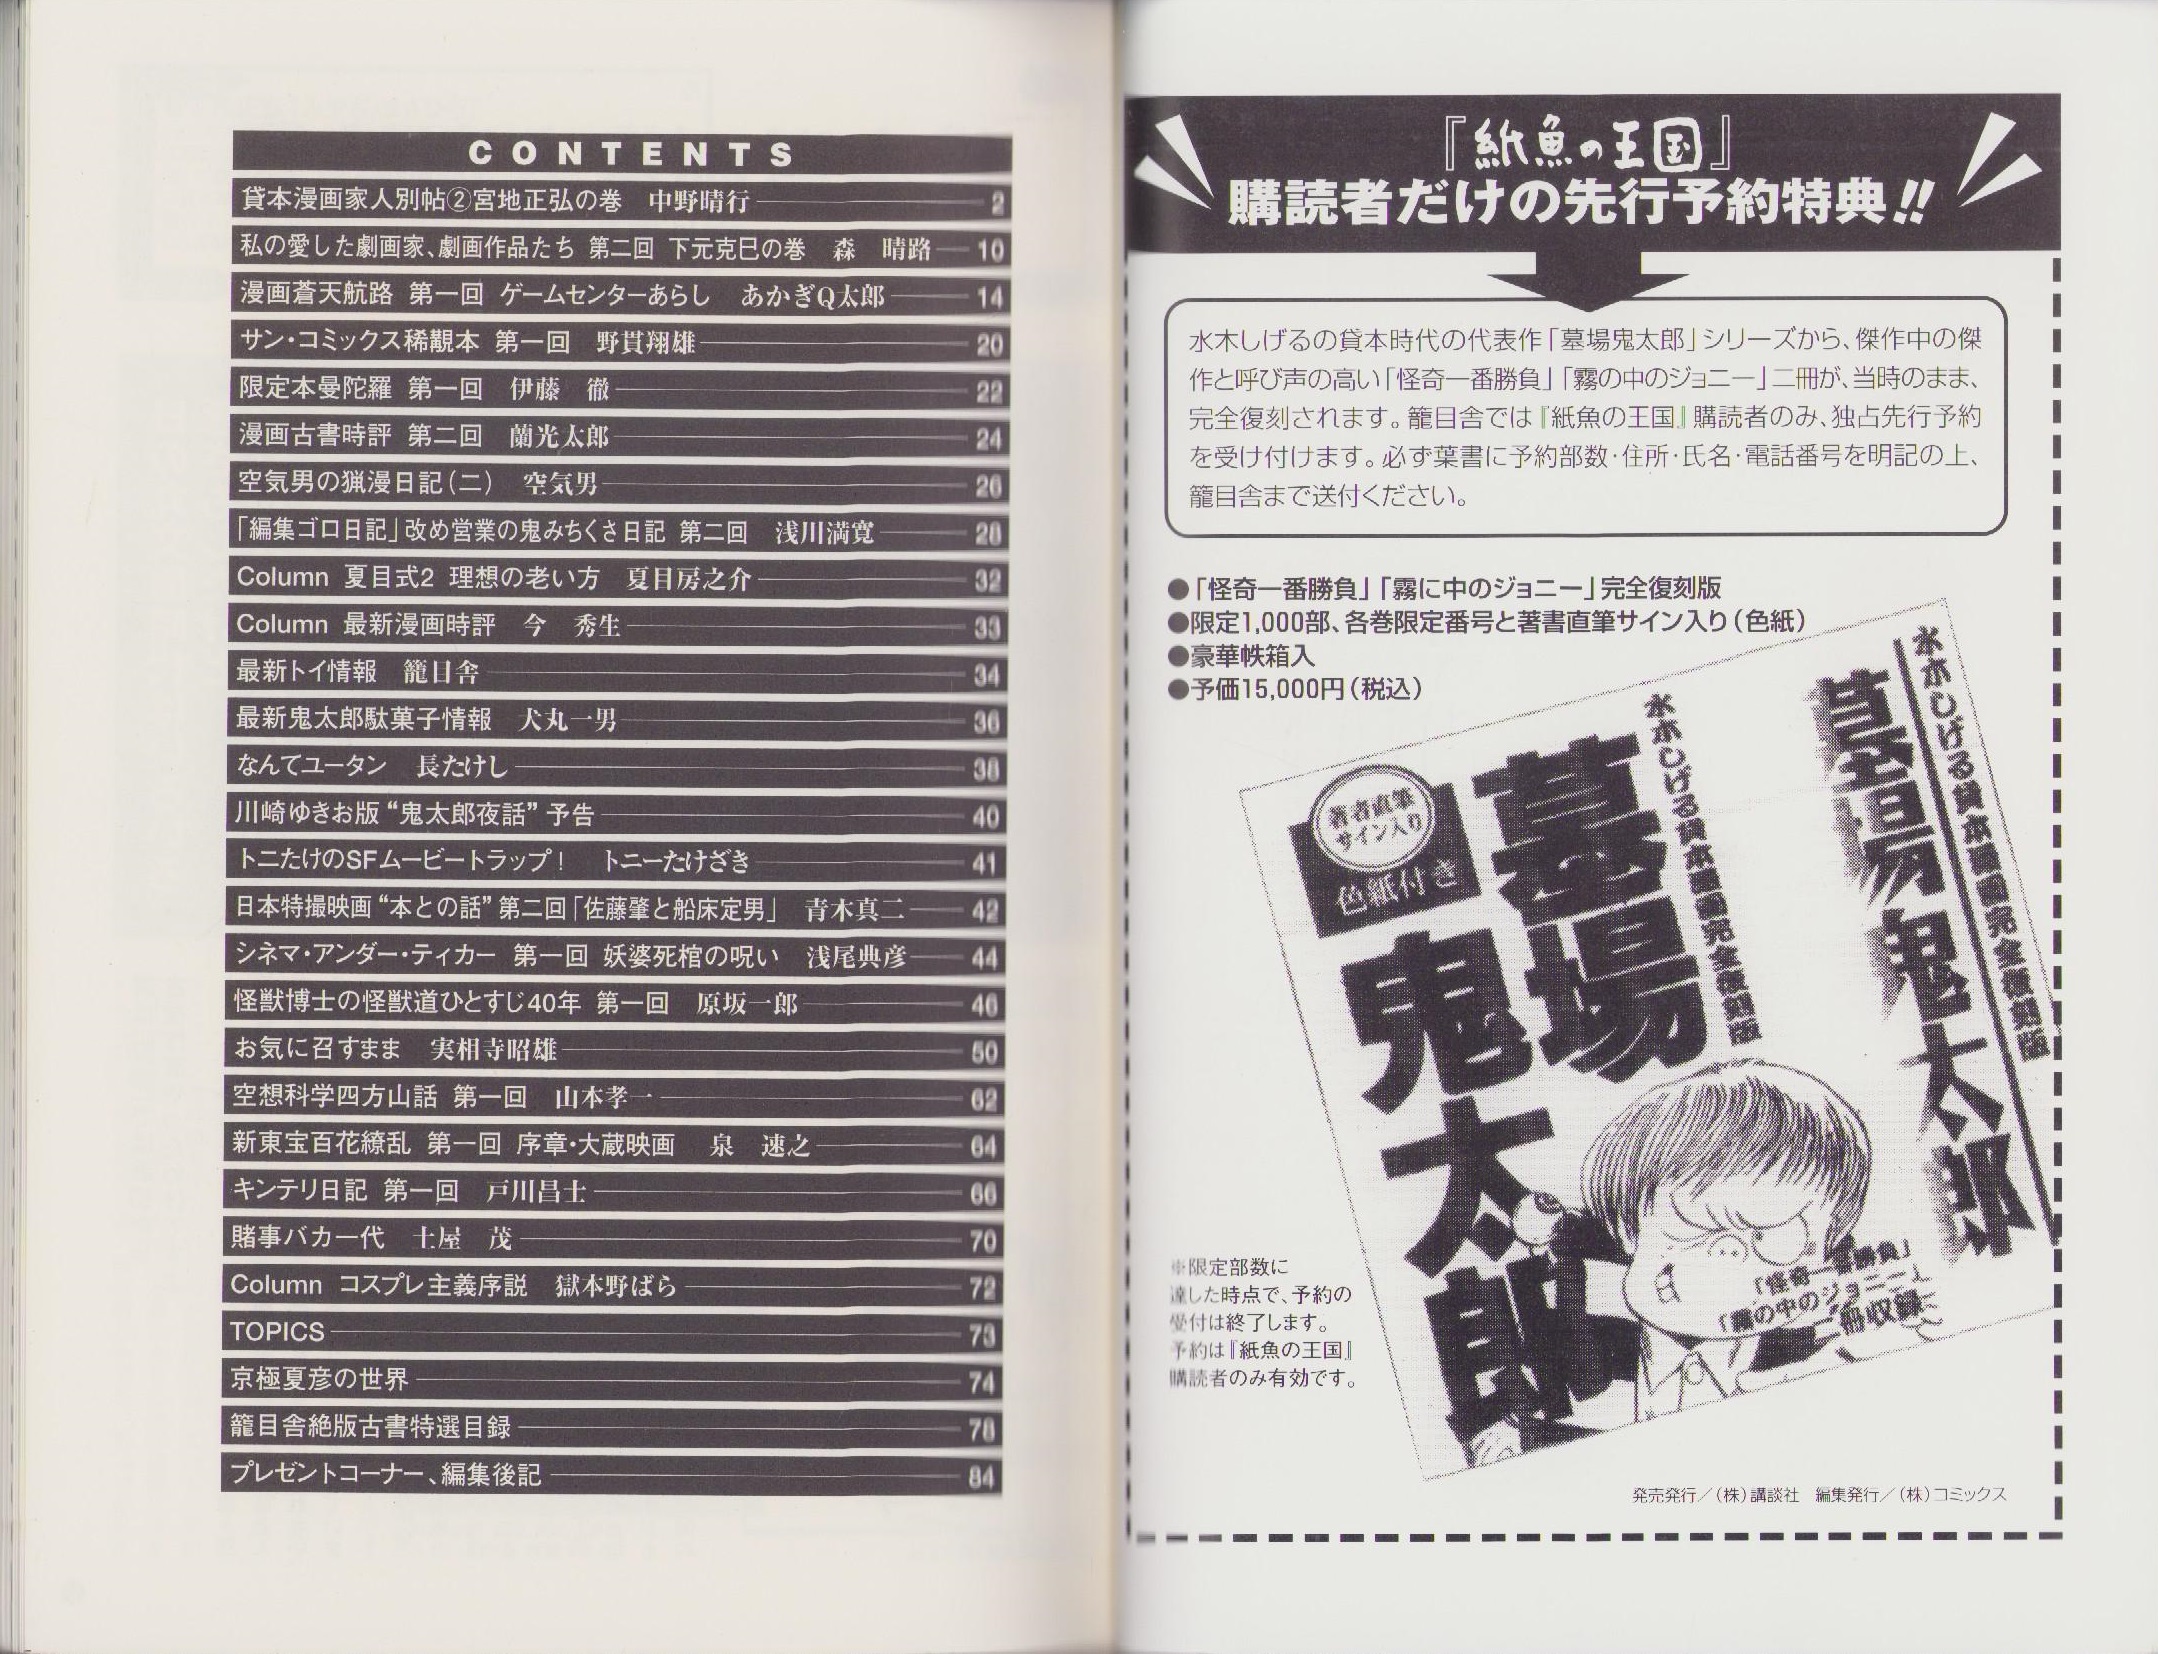 CONTENTS
貸本漫画家人別帖②宮地正弘の巻　中野晴行 2
私の愛した劇画家、劇画作品たち 第二回 下元克巳の巻　森　晴路 10
漫画蒼天航路 第一回 ゲームセンターあらし　あかぎQ太郎 14
サン・コミックス稀覯本 第一回　野貫翔雄 20
限定本曼陀羅 第一回　伊藤　徹 22
漫画古書時評 第二回　蘭光太郎 24
空気男の猟漫日記（二）　空気男 26
「編集ゴロ日記」改め営業の鬼みちくさ日記 第二回　浅川満寛 28
Column 夏目式2 理想の老い方　夏目房之介 32
Column 最新漫画時評　今　秀生 33
最新トイ情報　籠目舎 34
最新鬼太郎駄菓子情報　犬丸一男 36
なんてユータン　長たけし 38
川崎ゆきお版“鬼太郎夜話”予告 40
トニたけのSFムービートラップ！　トニーたけざき 41
日本特撮映画“本との話”第二回「佐藤肇と船床定男」　青木真二 42
シネマ・アンダー・ティカー 第一回 妖婆死棺の呪い　浅尾典彦 44
怪獣博士の怪獣道ひとすじ40年 第一回　原坂一郎 46
お気に召すまま　実相寺昭雄 50
空想科学四方山話 第一回　山本孝一 62
新東宝百花繚乱 第一回 序章・大蔵映画　泉　速之 64
キンテリ日記 第一回　戸川昌士 66
賭事バカ一代　土屋　茂 70
Column コスプレ主義序説　嶽本野ばら 72
TOPICS 73
京極夏彦の世界 74
籠目舎絶版古書特選目録 78
プレゼントコーナー、編集後記 84
『紙魚の王国』
購読者だけの先行予約特典!!
水木しげるの貸本時代の代表作「墓場鬼太郎」シリーズから、傑作中の傑
作と呼び声の高い「怪奇一番勝負」「霧の中のジョニー」二冊が、当時のまま、
完全復刻されます。籠目舎では『紙魚の王国』購読者のみ、独占先行予約
を受け付けます。必ず葉書に予約部数・住所・氏名・電話番号を明記の上、
籠目舎まで送付ください。
●「怪奇一番勝負」「霧に中のジョニー」完全復刻版
●限定1,000部、各巻限定番号と著書直筆サイン入り（色紙）
●豪華帙箱入
●予価15,000円（税込）
水木しげる貸本漫画完全復刻版
墓場鬼太郎
水木しげる貸本漫画完全復刻版
墓場
鬼太郎
著者直筆
サイン入り
色紙付き
「怪奇一番勝負」
「霧の中のジョニー」
二冊収録
※限定部数に
達した時点で、予約の
受付は終了します。
予約は『紙魚の王国』
購読者のみ有効です。
発売発行／（株）講談社　編集発行／（株）コミックス